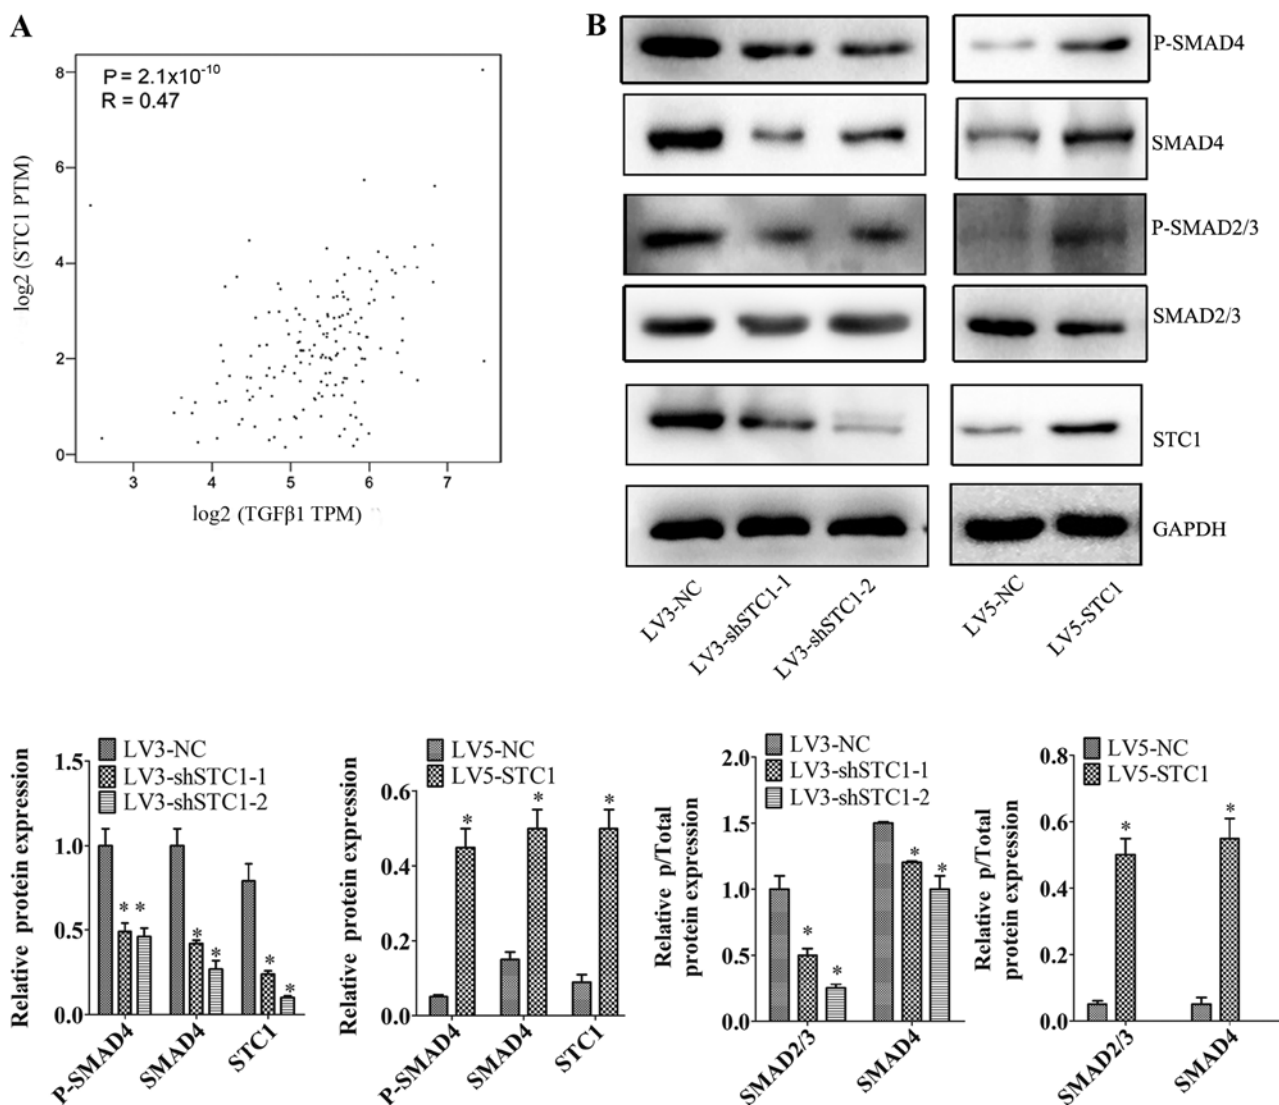 A
P = 2.1x10-10
R = 0.47
log2 (STC1 PTM)
8
6
4
2
0
3 4 5 6 7
log2 (TGFβ1 TPM)
B
P-SMAD4
SMAD4
P-SMAD2/3
SMAD2/3
STC1
GAPDH
LV3-NC
LV3-shSTC1-1
LV3-shSTC1-2
LV5-NC
LV5-STC1
LV3-NC
LV3-shSTC1-1
LV3-shSTC1-2
Relative protein expression
1.5
1.0
0.5
0.0
* *
* *
* *
P-SMAD4
SMAD4
STC1
LV5-NC
LV5-STC1
Relative protein expression
0.6
0.4
0.2
0.0
* * *
P-SMAD4
SMAD4
STC1
LV3-NC
LV3-shSTC1-1
LV3-shSTC1-2
Relative p/Total
protein expression
2.0
1.5
1.0
0.5
0.0
* *
* *
SMAD2/3
SMAD4
LV5-NC
LV5-STC1
Relative p/Total
protein expression
0.8
0.6
0.4
0.2
0.0
* *
SMAD2/3
SMAD4